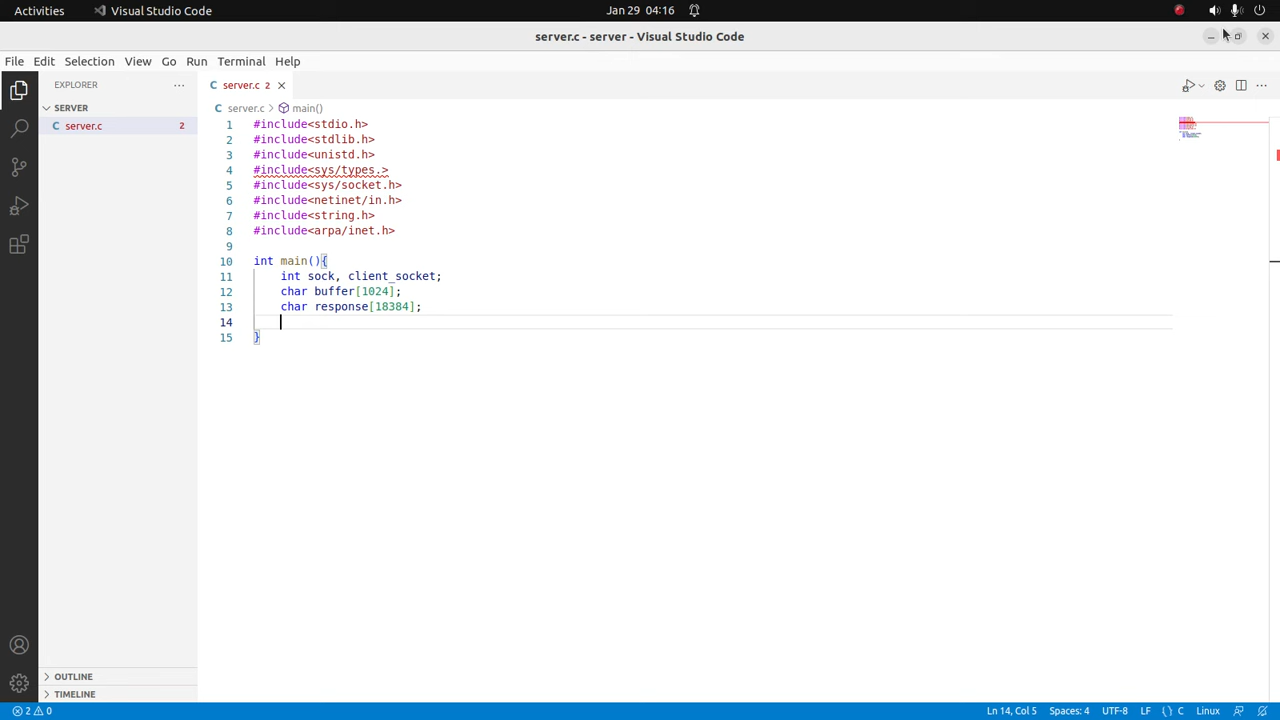 Activities
Visual Studio Code
Jan 29 04:16
server.c - server - Visual Studio Code
File Edit Selection View Go Run Terminal Help
EXPLORER
SERVER
server.c 2
server.c 2
server.c > main()
1 #include<stdio.h>
2 #include<stdlib.h>
3 #include<unistd.h>
4 #include<sys/types.>
5 #include<sys/socket.h>
6 #include<netinet/in.h>
7 #include<string.h>
8 #include<arpa/inet.h>
9
10 int main(){
11 int sock, client_socket;
12 char buffer[1024];
13 char response[18384];
14
15 }
OUTLINE
TIMELINE
2 0
Ln 14, Col 5 Spaces: 4 UTF-8 LF {} C Linux